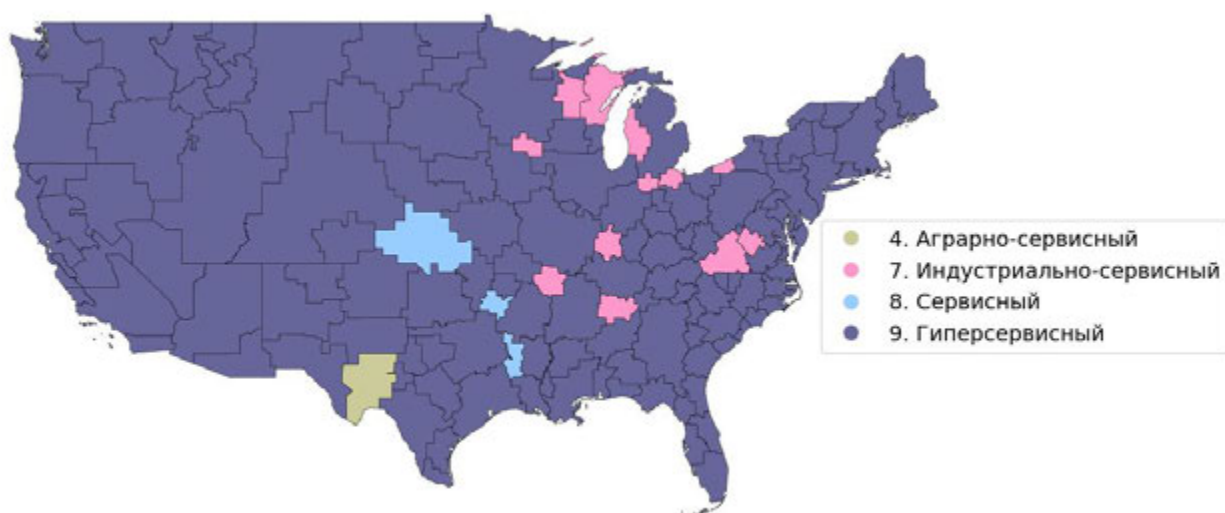 4. Аграрно-сервисный
7. Индустриально-сервисный
8. Сервисный
9. Гиперсервисный